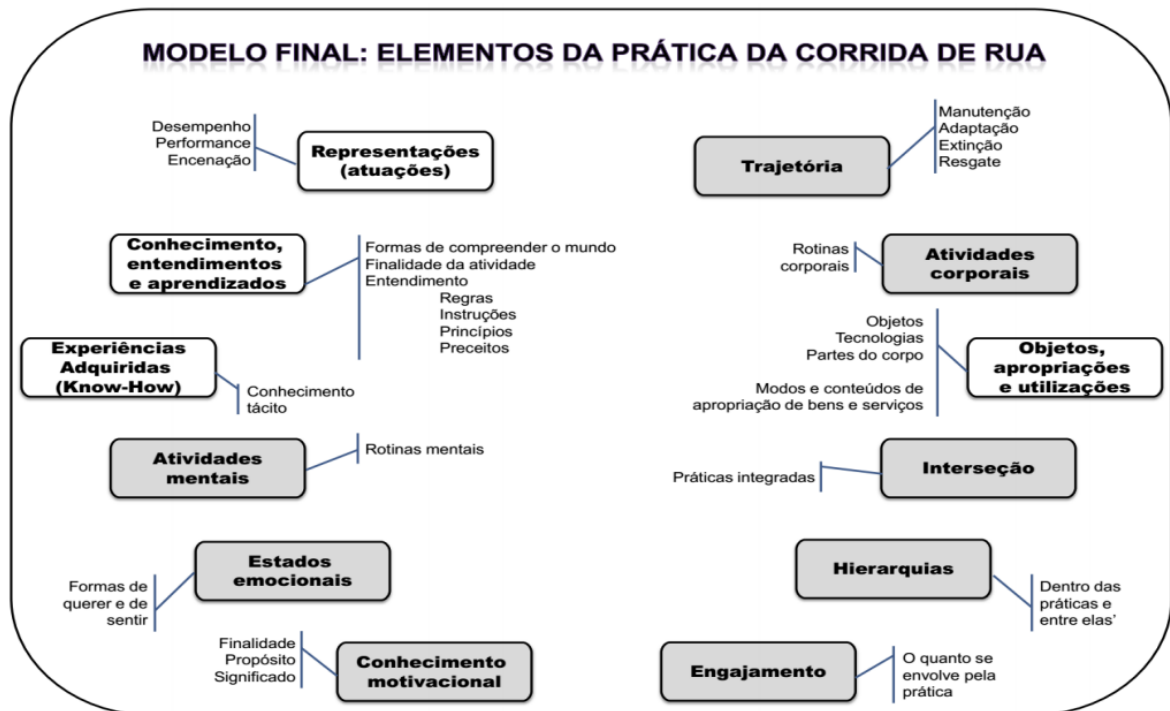 MODELO FINAL: ELEMENTOS DA PRÁTICA DA CORRIDA DE RUA
Desempenho
Performance
Encenação
Representações
(atuações)
Conhecimento,
entendimentos
e aprendizados
Formas de compreender o mundo
Finalidade da atividade
Entendimento
Regras
Instruções
Princípios
Preceitos
Experiências
Adquiridas
(Know-How)
Conhecimento
tácito
Atividades
mentais
Rotinas mentais
Estados
emocionais
Formas de
querer e de
sentir
Finalidade
Propósito
Significado
Conhecimento
motivacional
Trajetória
Manutenção
Adaptação
Extinção
Resgate
Rotinas
corporais
Atividades
corporais
Objetos
Tecnologias
Partes do corpo
Modos e conteúdos de
apropriação de bens e serviços
Objetos,
apropriações
e utilizações
Práticas integradas
Interseção
Hierarquias
Dentro das
práticas e
entre elas’
Engajamento
O quanto se
envolve pela
prática